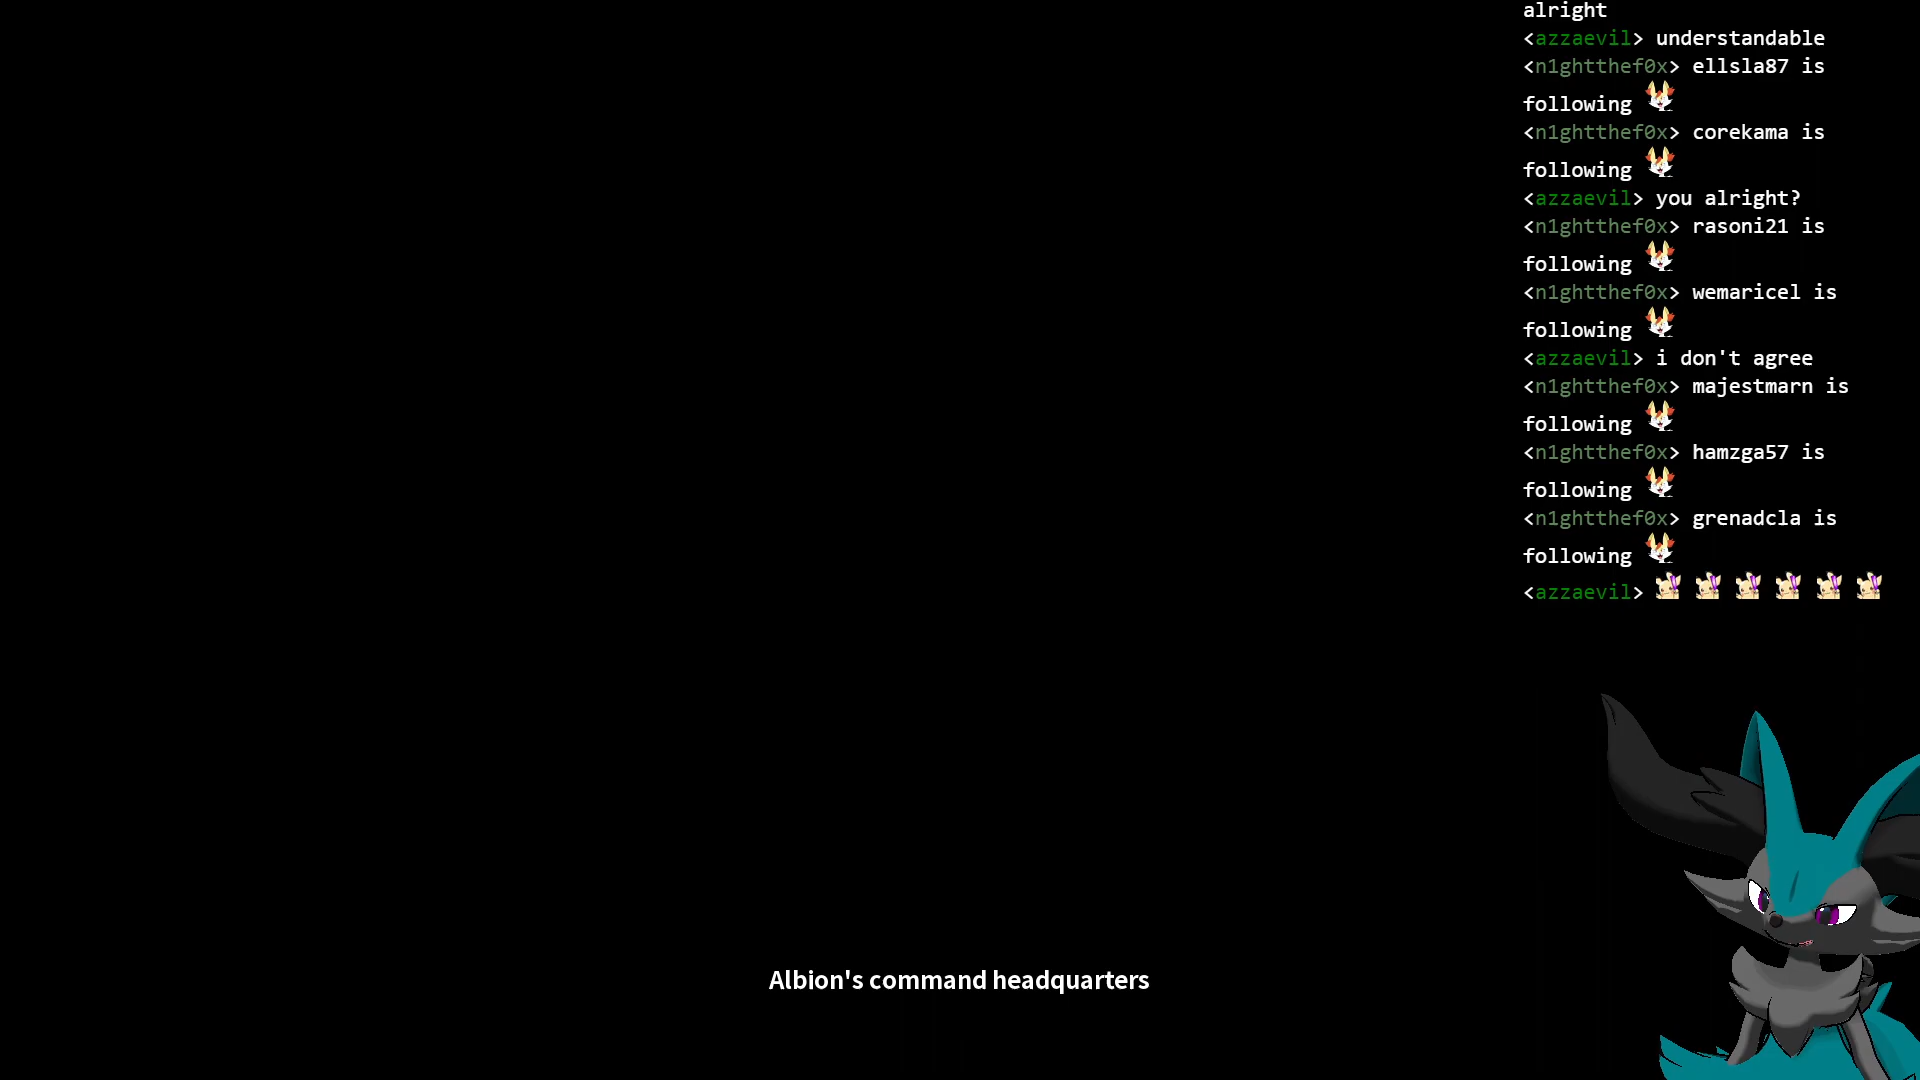 alright
<azzaevil> understandable
<n1ghtthef0x> ellsla87 is
following
<n1ghtthef0x> corekama is
following
<azzaevil> you alright?
<n1ghtthef0x> rasoni21 is
following
<n1ghtthef0x> wemaricel is
following
<azzaevil> i don't agree
<n1ghtthef0x> majestmarn is
following
<n1ghtthef0x> hamzga57 is
following
<n1ghtthef0x> grenadcla is
following
<azzaevil>
Albion's command headquarters